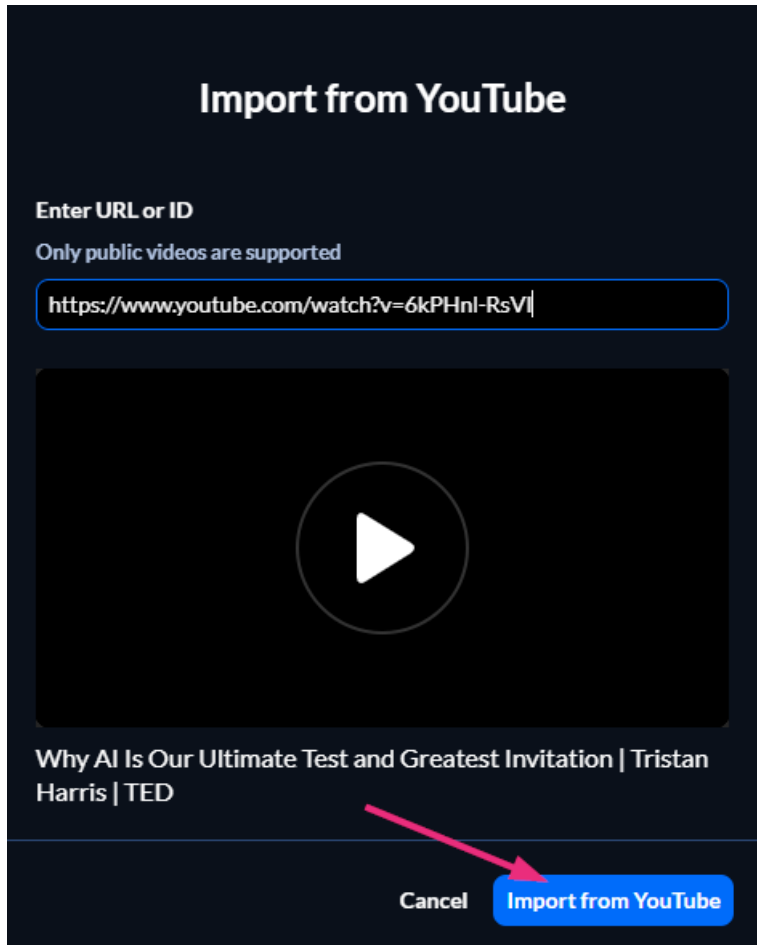 Import from YouTube
Enter URL or ID
Only public videos are supported
https://www.youtube.com/watch?v=6kPHnl-RsVI
Why AI Is Our Ultimate Test and Greatest Invitation | Tristan
Harris | TED
Cancel
Import from YouTube